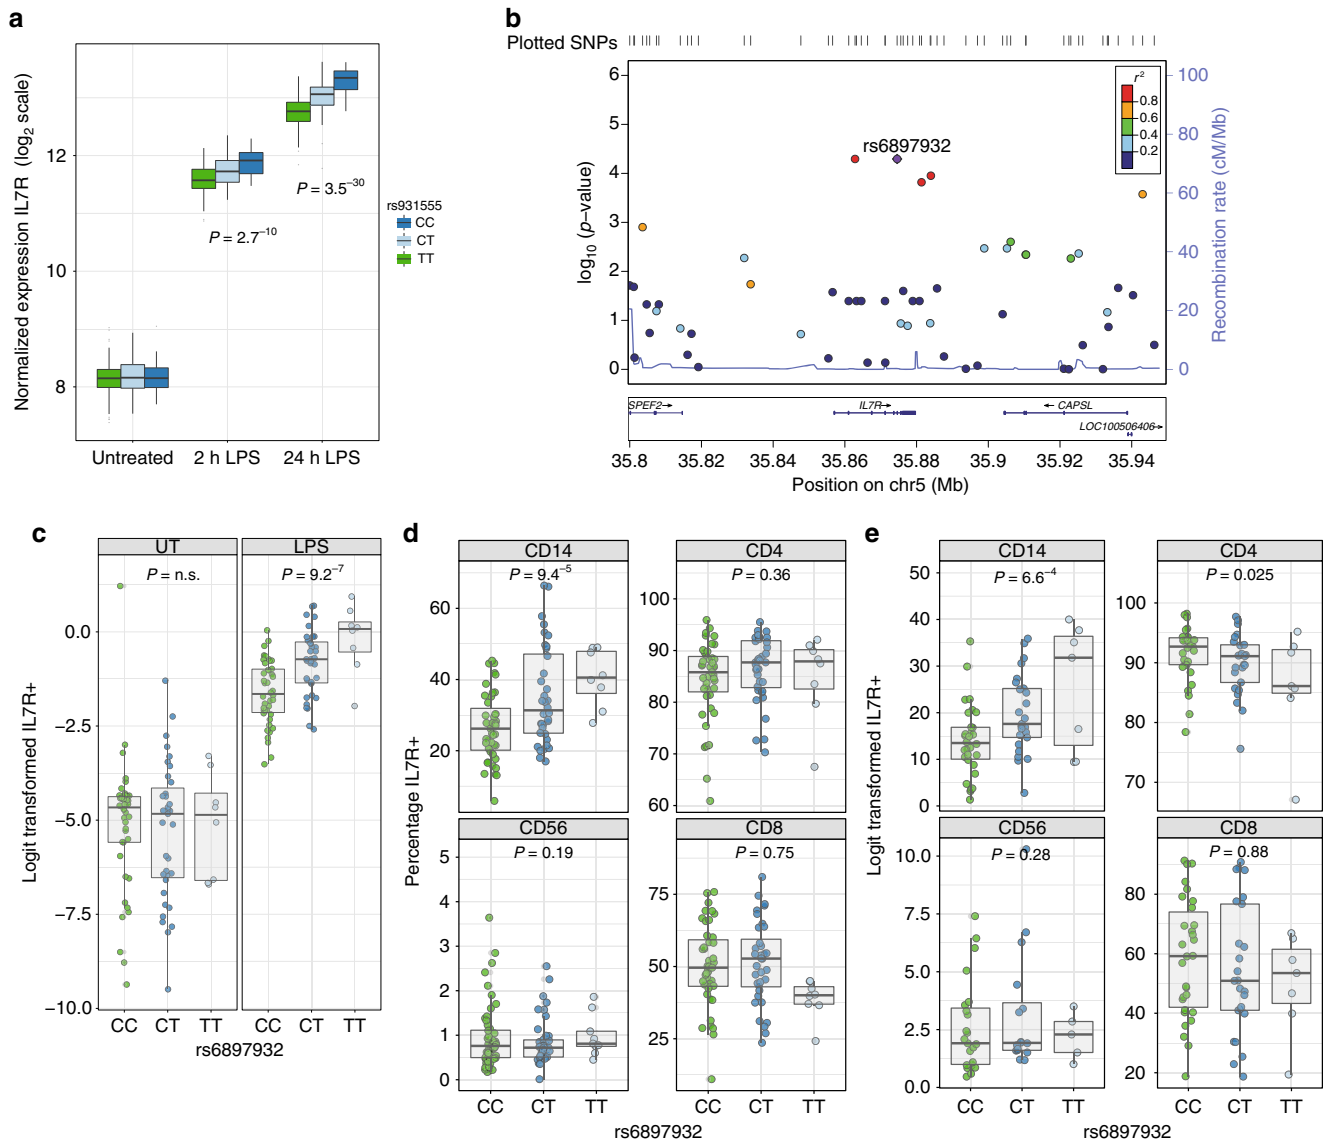 a
Normalized expression IL7R (log2 scale)
12
10
8
P = 2.7⁻¹⁰
P = 3.5⁻³⁰
Untreated
2 h LPS
24 h LPS
rs931555
CC
CT
TT
b
Plotted SNPs
log10 (p–value)
6
5
4
3
2
1
0
rs6897932
r²
0.8
0.6
0.4
0.2
100
80
60
40
20
0
Recombination rate (cM/Mb)
SPEF2→
IL7R→
← CAPSL
LOC100506406→
35.8
35.82
35.84
35.86
35.88
35.9
35.92
35.94
Position on chr5 (Mb)
c
Logit transformed IL7R+
UT
LPS
P = n.s.
P = 9.2⁻⁷
0.0
−2.5
−5.0
−7.5
−10.0
CC
CT
TT
CC
CT
TT
rs6897932
d
Percentage IL7R+
CD14
P = 9.4⁻⁵
60
40
20
CD4
P = 0.36
100
90
80
70
60
CD56
P = 0.19
5
4
3
2
1
0
CD8
P = 0.75
75
50
25
CC
CT
TT
CC
CT
TT
rs6897932
e
Logit transformed IL7R+
CD14
P = 6.6⁻⁴
50
40
30
20
10
0
CD4
P = 0.025
100
90
80
70
CD56
P = 0.28
10.0
7.5
5.0
2.5
0.0
CD8
P = 0.88
80
60
40
20
CC
CT
TT
CC
CT
TT
rs6897932